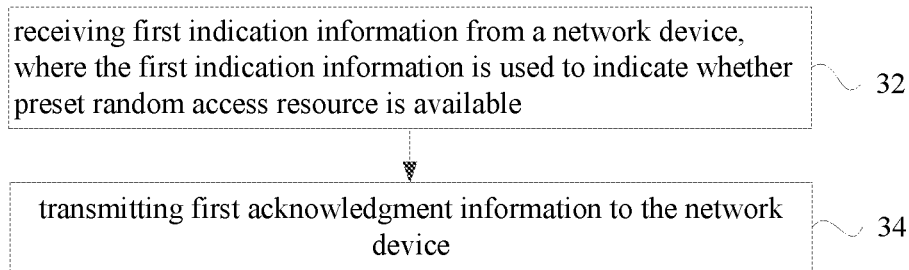 receiving first indication information from a network device,
where the first indication information is used to indicate whether
preset random access resource is available
32
transmitting first acknowledgment information to the network
device
34